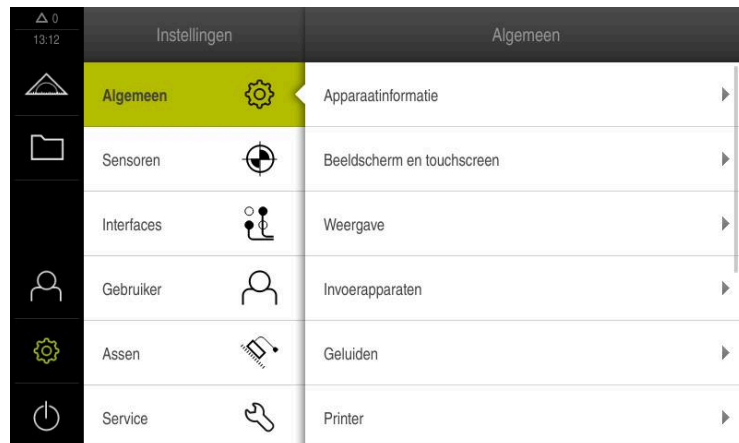 0
13:12
Instellingen
Algemeen
Algemeen
Sensoren
Interfaces
Gebruiker
Assen
Service
Apparaatinformatie
Beeldscherm en touchscreen
Weergave
Invoerapparaten
Geluiden
Printer